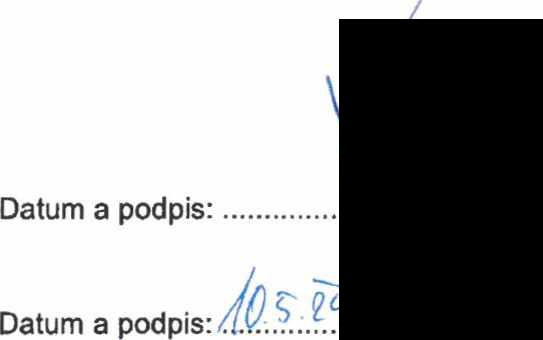 Datum a podpis: ..............
Datum a podpis: 10.5.